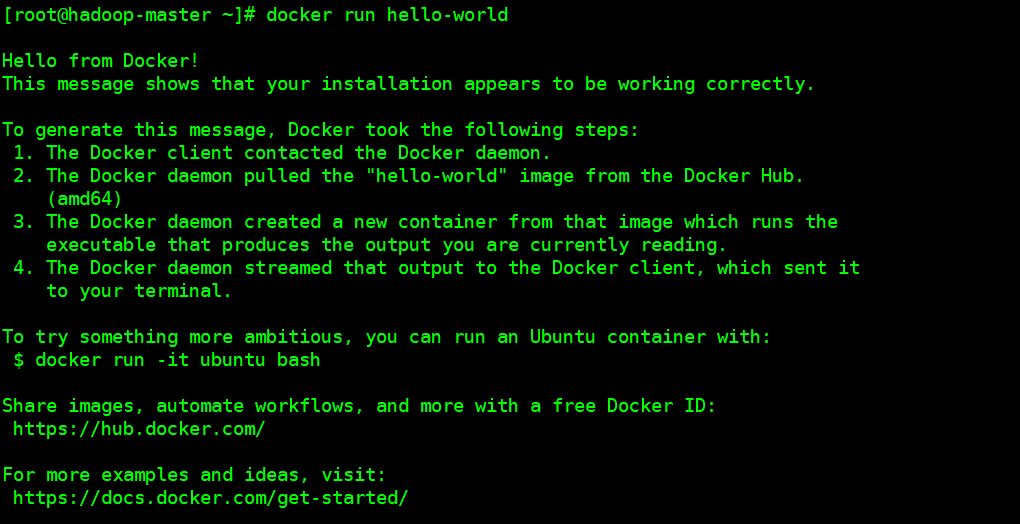 [root@hadoop-master ~]# docker run hello-world
Hello from Docker!
This message shows that your installation appears to be working correctly.
To generate this message, Docker took the following steps:
1. The Docker client contacted the Docker daemon.
2. The Docker daemon pulled the "hello-world" image from the Docker Hub.
(amd64)
3. The Docker daemon created a new container from that image which runs the
executable that produces the output you are currently reading.
4. The Docker daemon streamed that output to the Docker client, which sent it
to your terminal.
To try something more ambitious, you can run an Ubuntu container with:
$ docker run -it ubuntu bash
Share images, automate workflows, and more with a free Docker ID:
https://hub.docker.com/
For more examples and ideas, visit:
https://docs.docker.com/get-started/